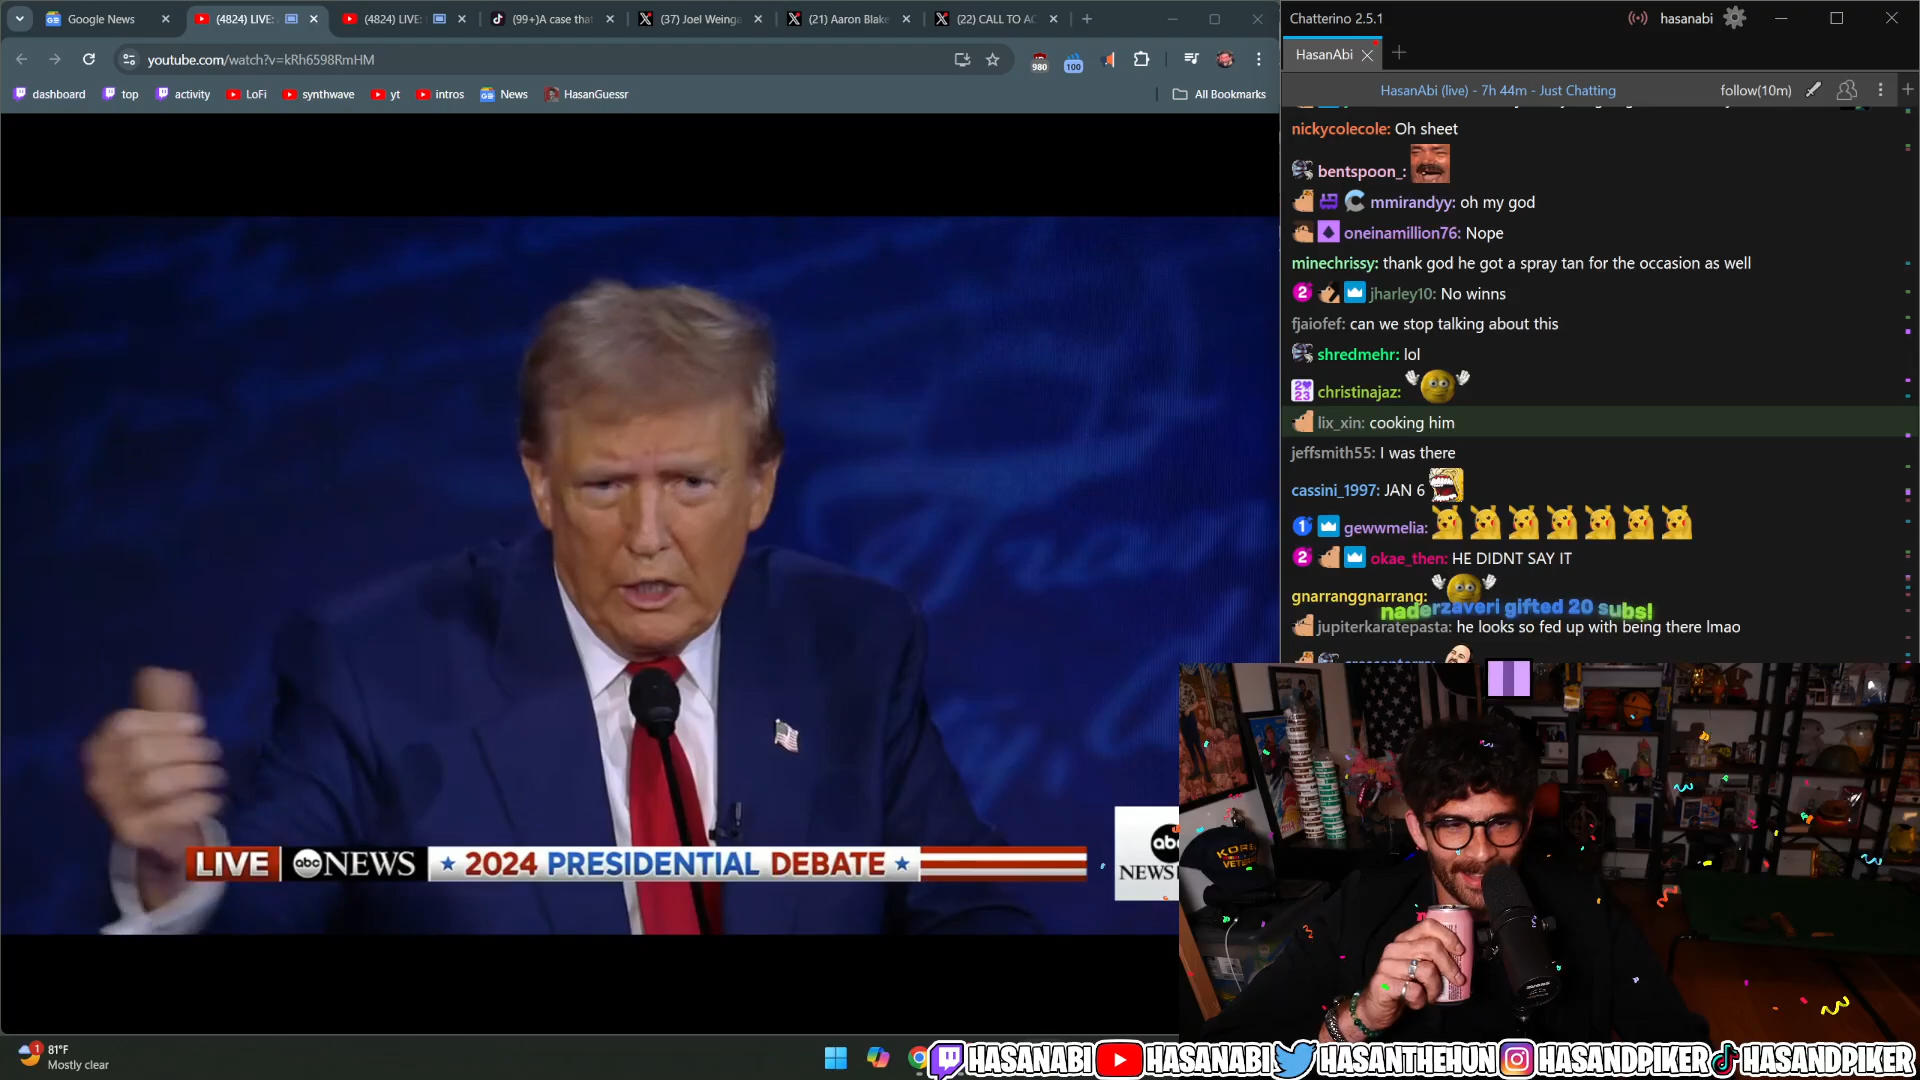 Google News
(4824) LIVE:
(4824) LIVE:
(99+)A case that
(37) Joel Weinga
(21) Aaron Blake
(22) CALL TO AC
youtube.com/watch?v=kRh6598RmHM
980
100
dashboard
top
activity
LoFi
synthwave
yt
intros
News
HasanGuessr
All Bookmarks
LIVE
abc NEWS
2024 PRESIDENTIAL DEBATE
abc
NEWS
81°F
Mostly clear
Chatterino 2.5.1
hasanabi
HasanAbi
HasanAbi (live) - 7h 44m - Just Chatting
follow(10m)
nickycolecole: Oh sheet
bentspoon_:
mmirandyy: oh my god
oneinamillion76: Nope
minechrissy: thank god he got a spray tan for the occasion as well
2 jharley10: No winns
fjaiofef: can we stop talking about this
shredmehr: lol
christinajaz:
lix_xin: cooking him
jeffsmith55: I was there
cassini_1997: JAN 6
1 gewwmelia:
2 okae_then: HE DIDNT SAY IT
gnarranggnarrang:
naderzaveri gifted 20 subs!
jupiterkaratepasta: he looks so fed up with being there lmao
KOREA
VETERAN
HASANABI HASANABI HASANTHEHUN HASANDPIKER HASANDPIKER